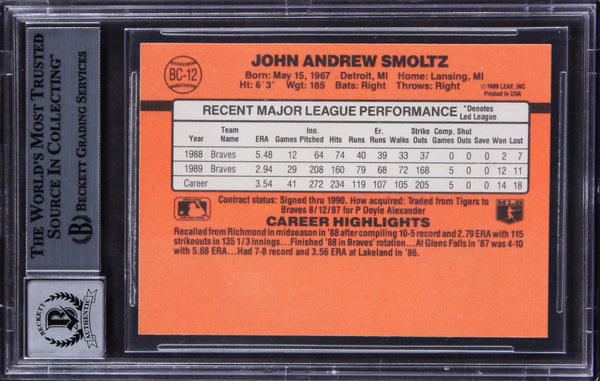 THE WORLD'S MOST TRUSTED
SOURCE IN COLLECTING™
BECKETT GRADING SERVICES
B
BECKETT
AUTHENTIC
BC-12
JOHN ANDREW SMOLTZ
Born: May 15, 1967 Detroit, MI Home: Lansing, MI
Ht: 6'3" Wgt: 185 Bats: Right Throws: Right
©1989 LEAF, INC
Printed in USA
RECENT MAJOR LEAGUE PERFORMANCE *Denotes Led League
Year Team Name ERA Games Inn. Pitched Hits Runs Er. Runs Walks Strike Outs Comp. Games Shut Outs Save Won Lost
1988 Braves 5.48 12 64 74 40 39 33 37 0 0 0 2 7
1989 Braves 2.94 29 208 160 79 68 72 168 5 0 0 12 11
Career 3.54 41 272 234 119 107 105 205 5 0 0 14 18
Contract status: Signed thru 1990. How acquired: Traded from Tigers to
Braves 8/12/87 for P Doyle Alexander
CAREER HIGHLIGHTS
Recalled from Richmond in midseason in '88 after compiling 10-5 record and 2.79 ERA with 115
strikeouts in 135 1/3 innings...Finished '88 in Braves' rotation...At Glens Falls in '87 was 4-10
with 5.68 ERA...Had 7-8 record and 3.56 ERA at Lakeland in '86.